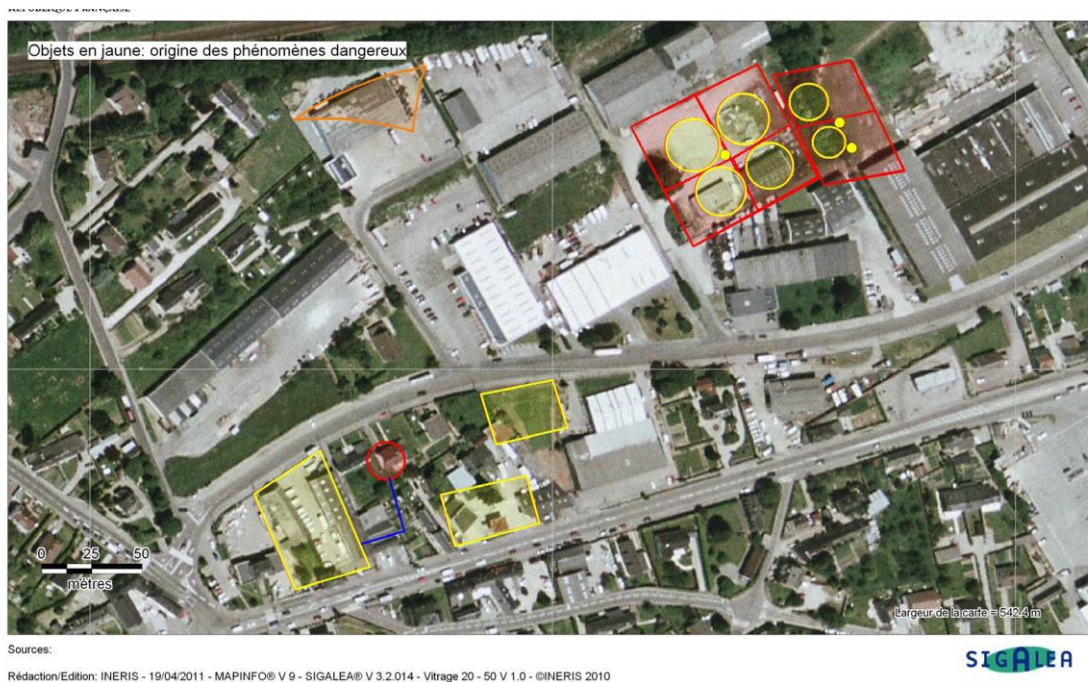 RÉPUBLIQUE FRANÇAISE
Objets en jaune: origine des phénomènes dangereux
0 25 50
mètres
Largeur de la carte = 542.4 m
Sources:
SIGALEA
Rédaction/Edition: INERIS - 19/04/2011 - MAPINFO® V 9 - SIGALEA® V 3.2.014 - Vitrage 20 - 50 V 1.0 - ©INERIS 2010